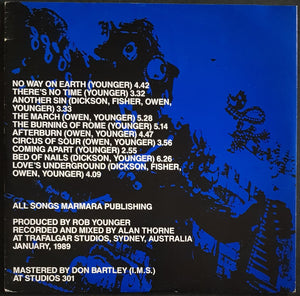 NO WAY ON EARTH (YOUNGER) 4.42
THERE'S NO TIME (YOUNGER) 3.32
ANOTHER SIN (DICKSON, FISHER, OWEN,
YOUNGER) 3.33
THE MARCH (OWEN, YOUNGER) 5.28
THE BURNING OF ROME (YOUNGER) 5.14
AFTERBURN (OWEN, YOUNGER) 4.47
CIRCUS OF SOUR (OWEN, YOUNGER) 3.56
COMING APART (YOUNGER) 2.55
BED OF NAILS (DICKSON, YOUNGER) 6.26
LOVE'S UNDERGROUND (DICKSON, FISHER,
OWEN, YOUNGER) 4.09
ALL SONGS MARMARA PUBLISHING
PRODUCED BY ROB YOUNGER
RECORDED AND MIXED BY ALAN THORNE
AT TRAFALGAR STUDIOS, SYDNEY, AUSTRALIA
JANUARY, 1989
MASTERED BY DON BARTLEY (I.M.S.)
AT STUDIOS 301